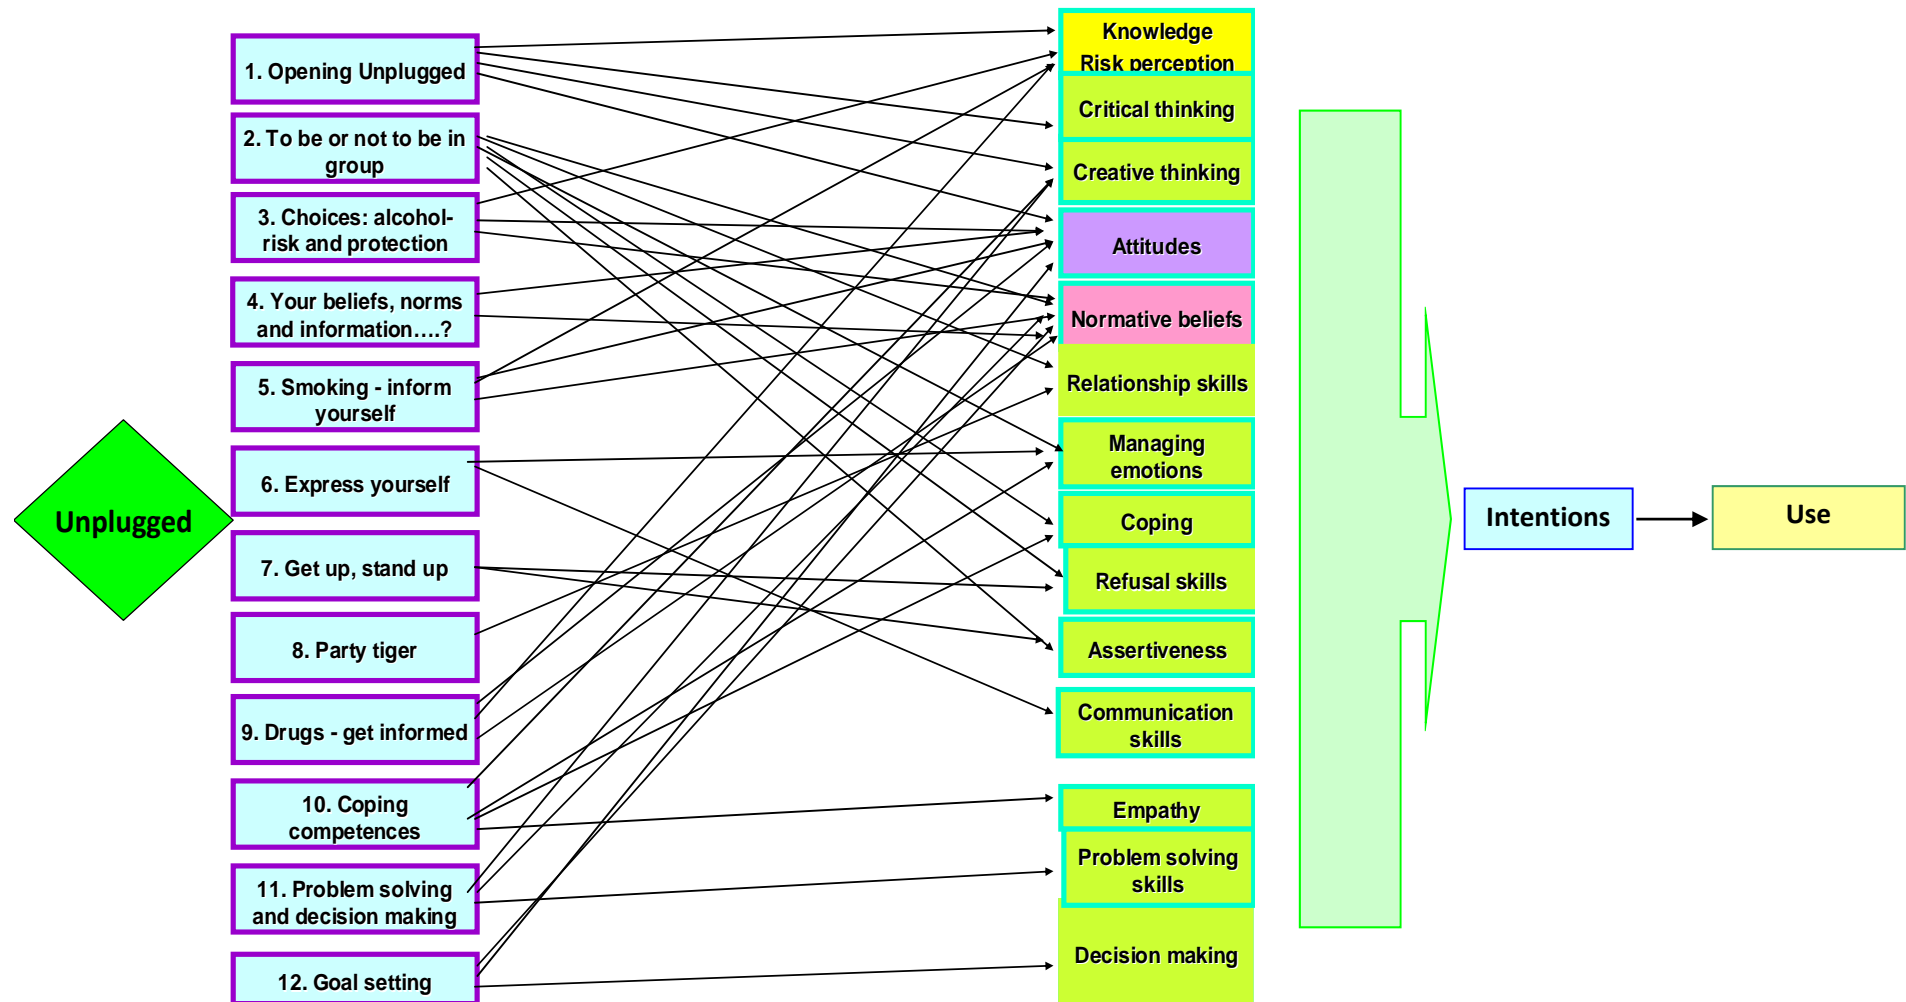 Unplugged
1. Opening Unplugged
2. To be or not to be in
group
3. Choices: alcohol-
risk and protection
4. Your beliefs, norms
and information….?
5. Smoking - inform
yourself
6. Express yourself
7. Get up, stand up
8. Party tiger
9. Drugs - get informed
10. Coping
competences
11. Problem solving
and decision making
12. Goal setting
Knowledge
Risk perception
Critical thinking
Creative thinking
Attitudes
Normative beliefs
Relationship skills
Managing
emotions
Coping
Refusal skills
Assertiveness
Communication
skills
Empathy
Problem solving
skills
Decision making
Intentions
Use